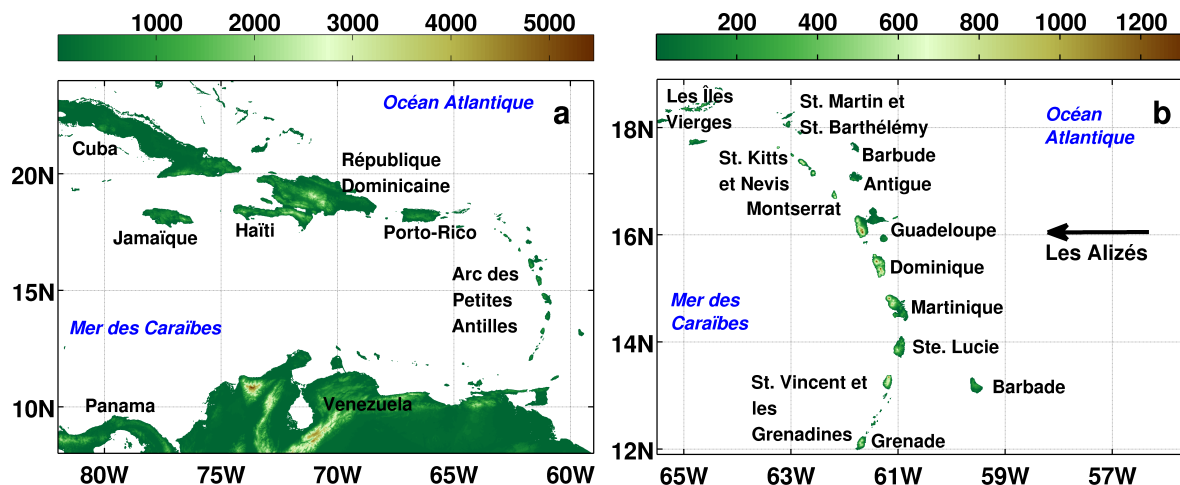 1000 2000 3000 4000 5000
Océan Atlantique
a
Cuba
République
Dominicaine
20N
Jamaïque
Haïti
Porto-Rico
Arc des
Petites
Antilles
15N
Mer des Caraïbes
Panama
Venezuela
10N
80W 75W 70W 65W 60W
200 400 600 800 1000 1200
Les Îles
Vierges
St. Martin et
St. Barthélémy
Océan
Atlantique
b
18N
Barbude
St. Kitts
et Nevis
Antigue
Montserrat
16N
Guadeloupe
Les Alizés
Dominique
Mer des
Caraïbes
Martinique
14N
Ste. Lucie
St. Vincent et
les
Grenadines
Barbade
Grenade
12N
65W 63W 61W 59W 57W